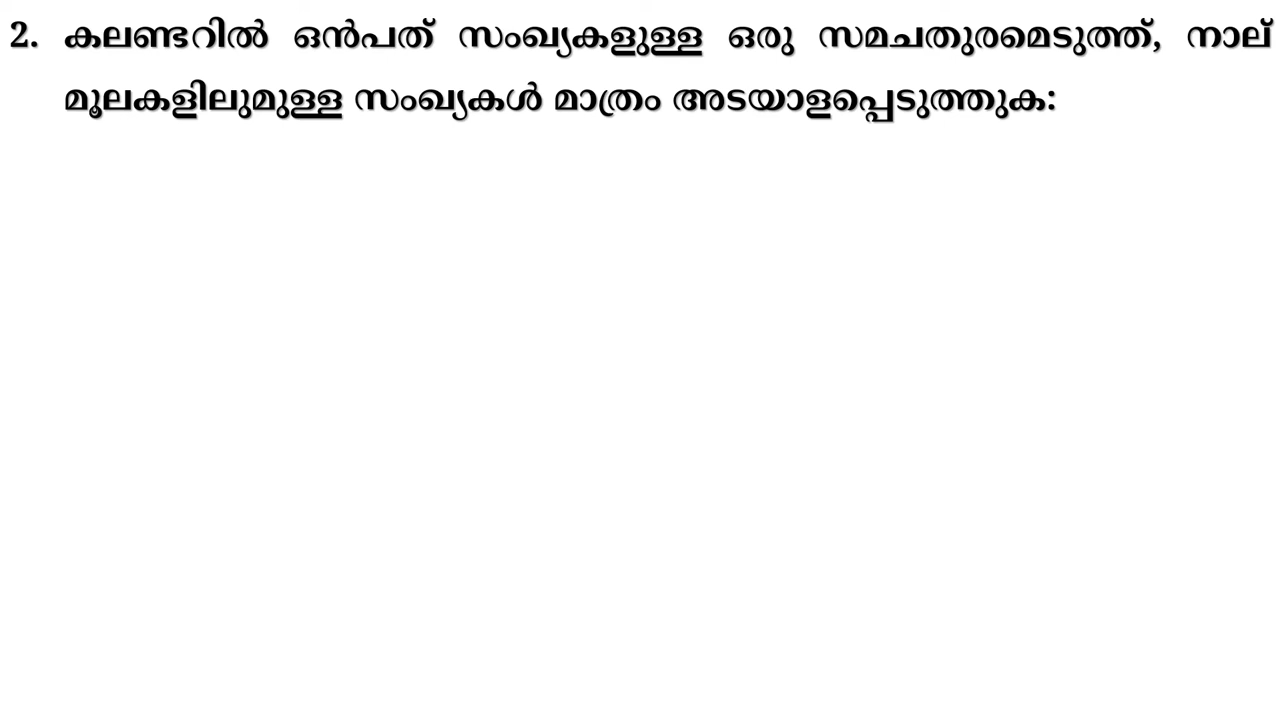 2. കലണ്ടറിൽ ഒൻപത് സംഖ്യകളുള്ള ഒരു സമചതുരമെടുത്ത്, നാല്
മൂലകളിലുമുള്ള സംഖ്യകൾ മാത്രം അടയാളപ്പെടുത്തുക: